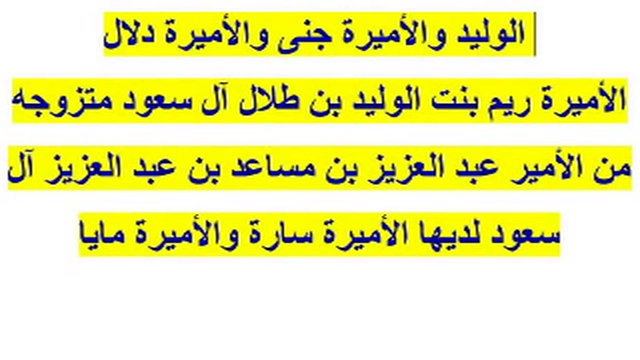 الوليد والأميرة جنى والأميرة دلال
الأميرة ريم بنت الوليد بن طلال آل سعود متزوجه
من الأمير عبد العزيز بن مساعد بن عبد العزيز آل
سعود لديها الأميرة سارة والأميرة مايا